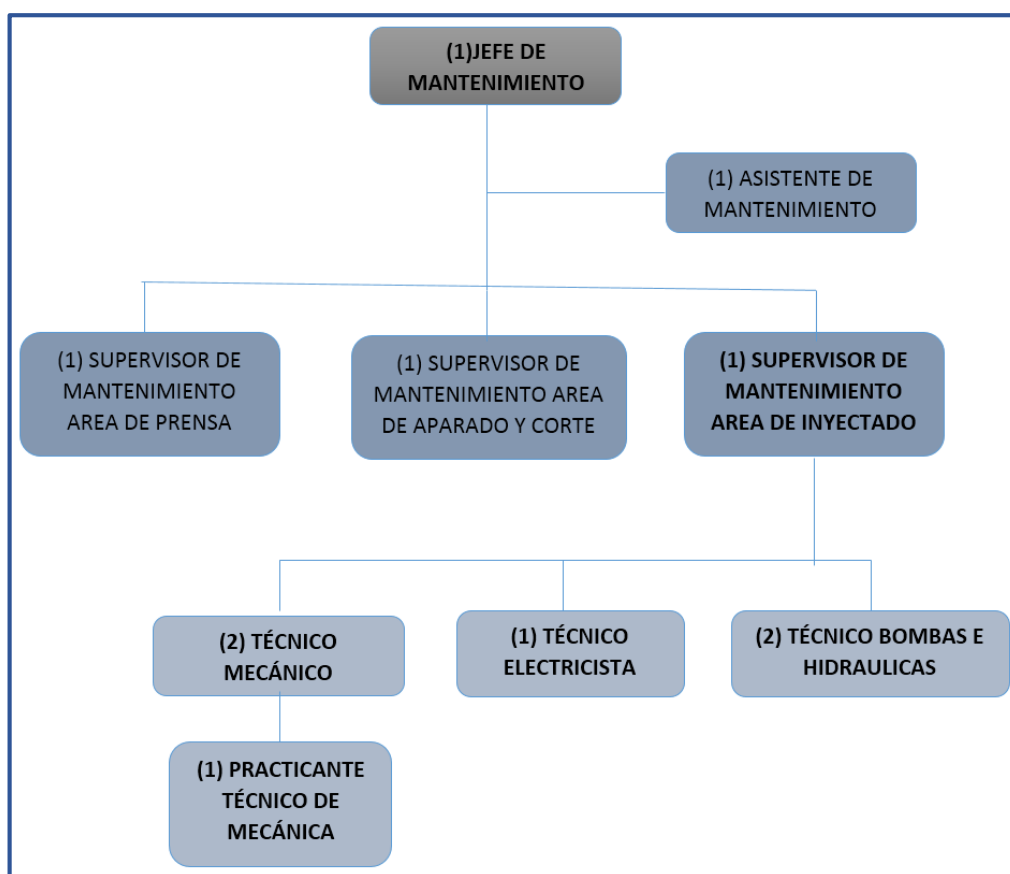 (1)JEFE DE
MANTENIMIENTO
(1) ASISTENTE DE
MANTENIMIENTO
(1) SUPERVISOR DE
MANTENIMIENTO
AREA DE PRENSA
(1) SUPERVISOR DE
MANTENIMIENTO AREA
DE APARADO Y CORTE
(1) SUPERVISOR DE
MANTENIMIENTO
AREA DE INYECTADO
(2) TÉCNICO
MECÁNICO
(1) TÉCNICO
ELECTRICISTA
(2) TÉCNICO BOMBAS E
HIDRAULICAS
(1) PRACTICANTE
TÉCNICO DE
MECÁNICA